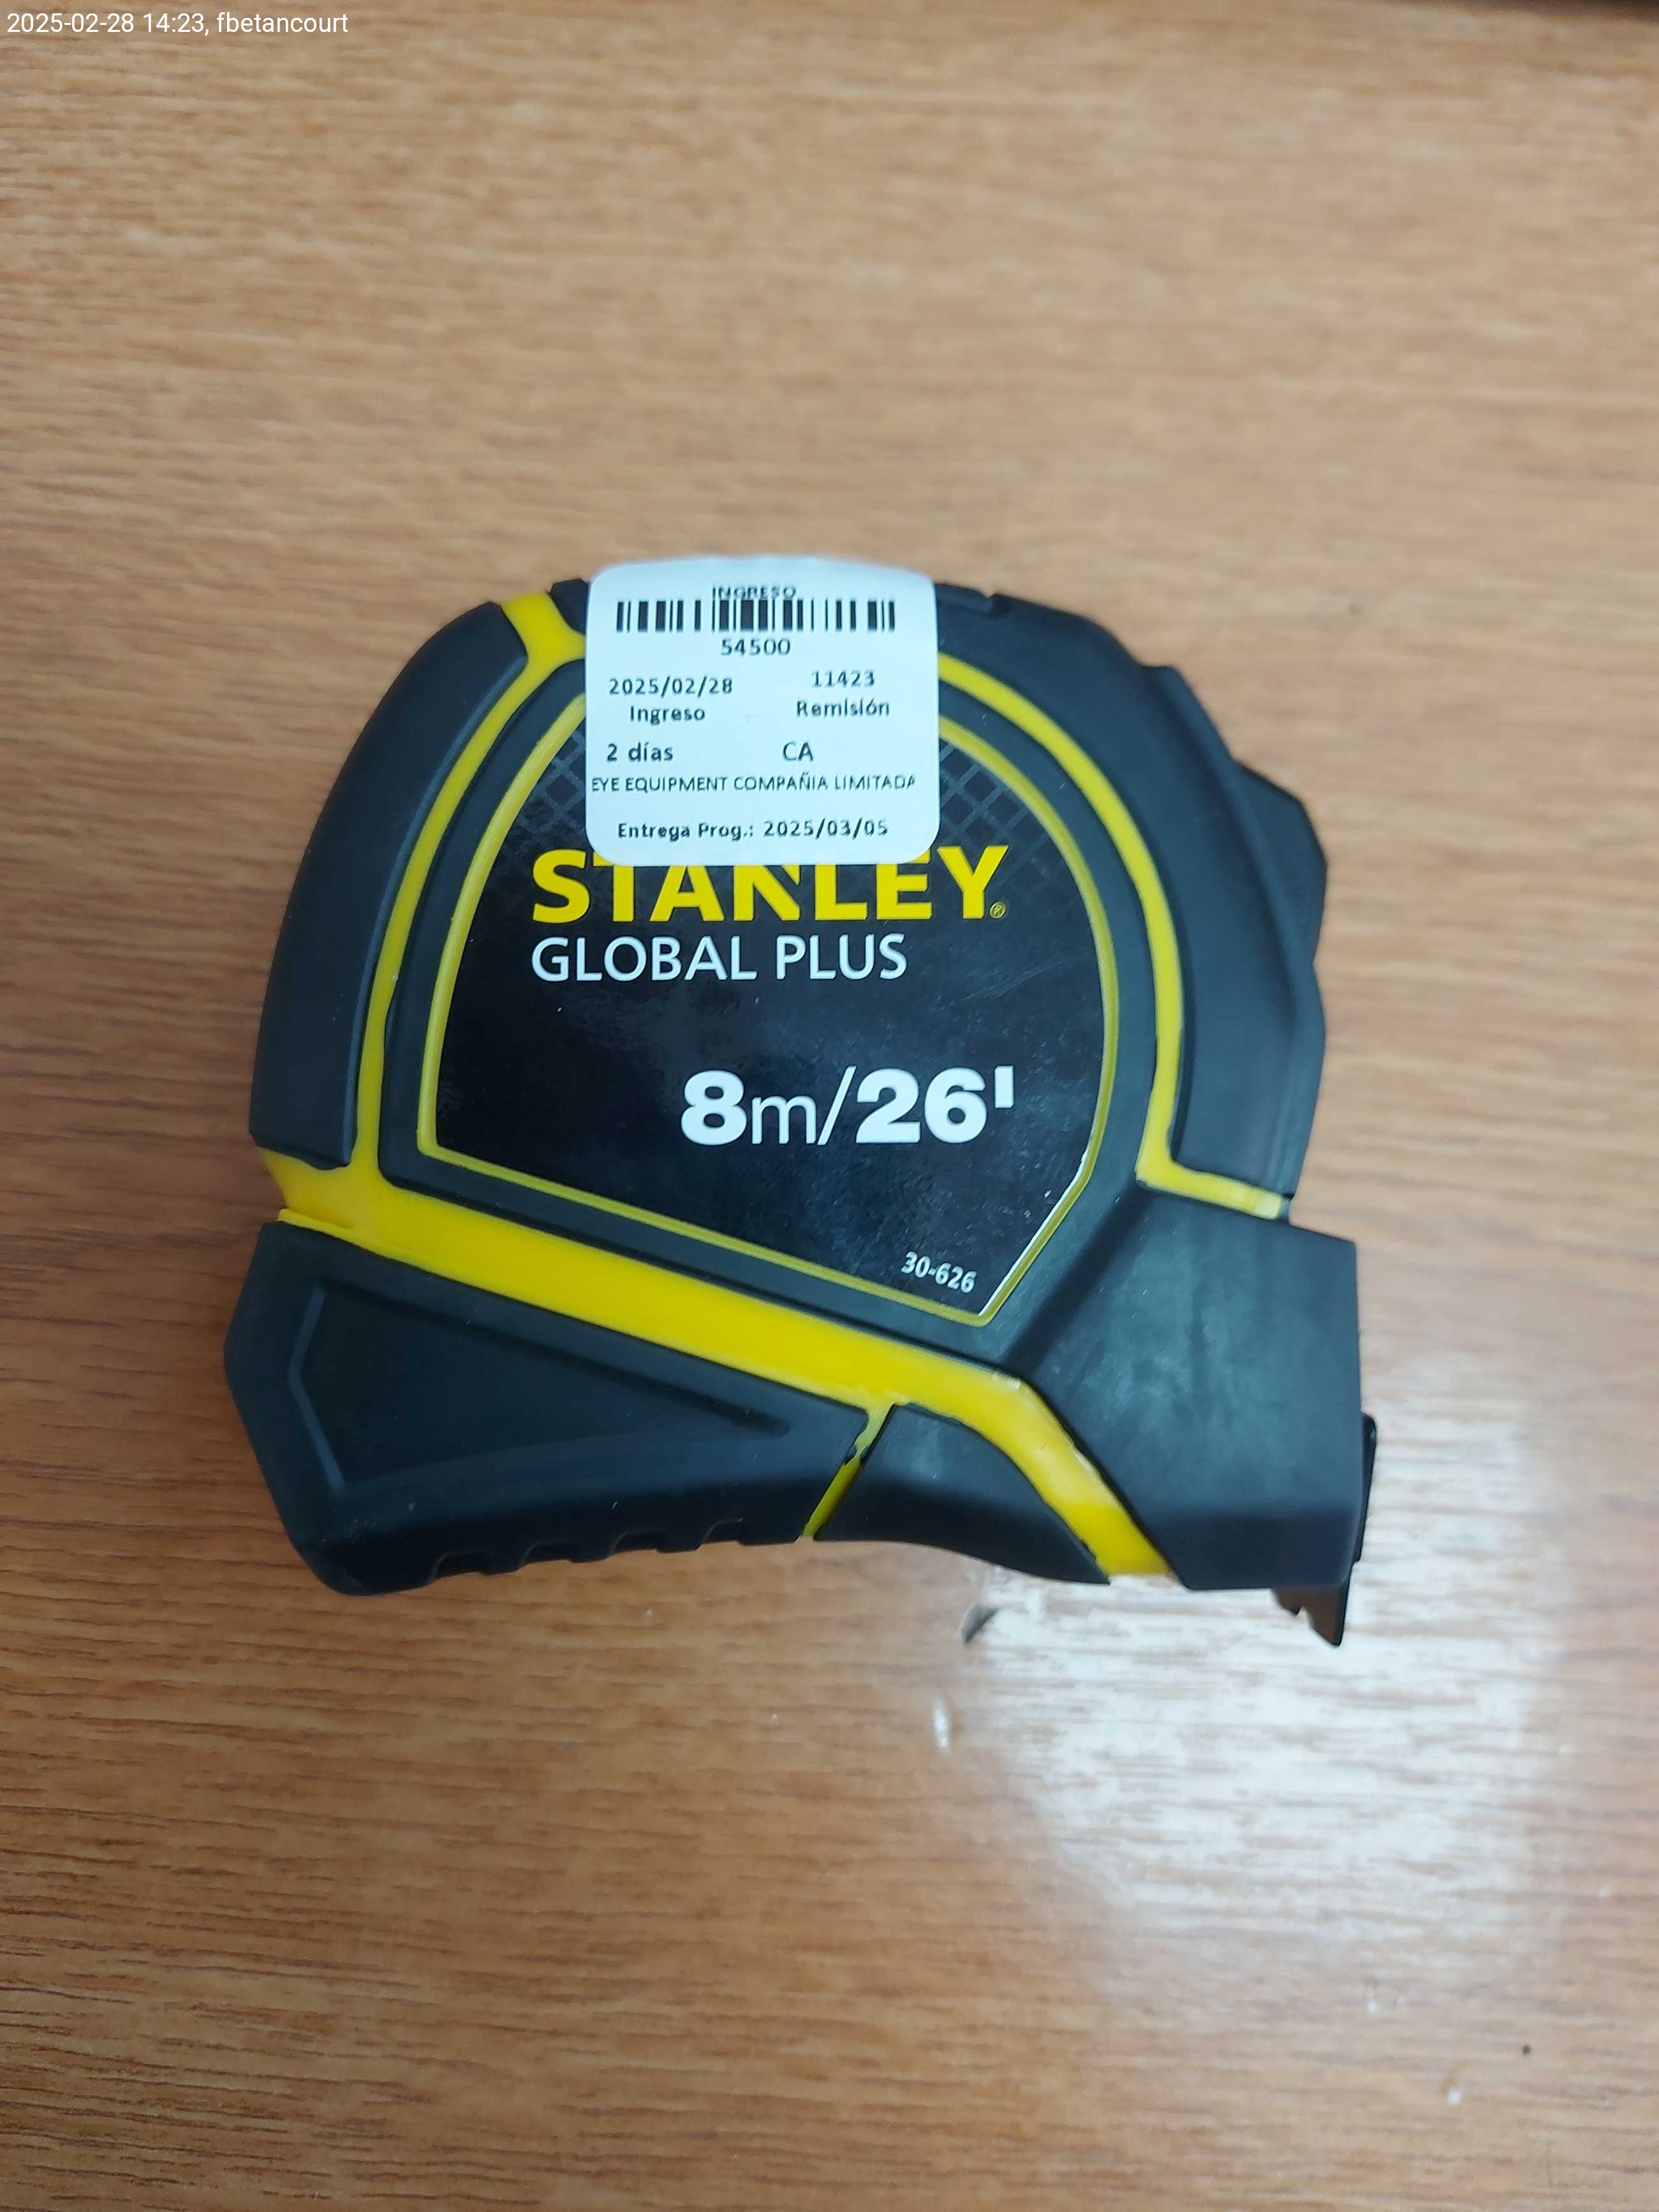 2025-02-28 14:23, fbetancourt
INGRESO
54500
2025/02/28 11423
Ingreso Remisión
2 días CA
EYE EQUIPMENT COMPAÑIA LIMITADA
Entrega Prog.: 2025/03/05
STANLEY®
GLOBAL PLUS
8m/26'
30-626